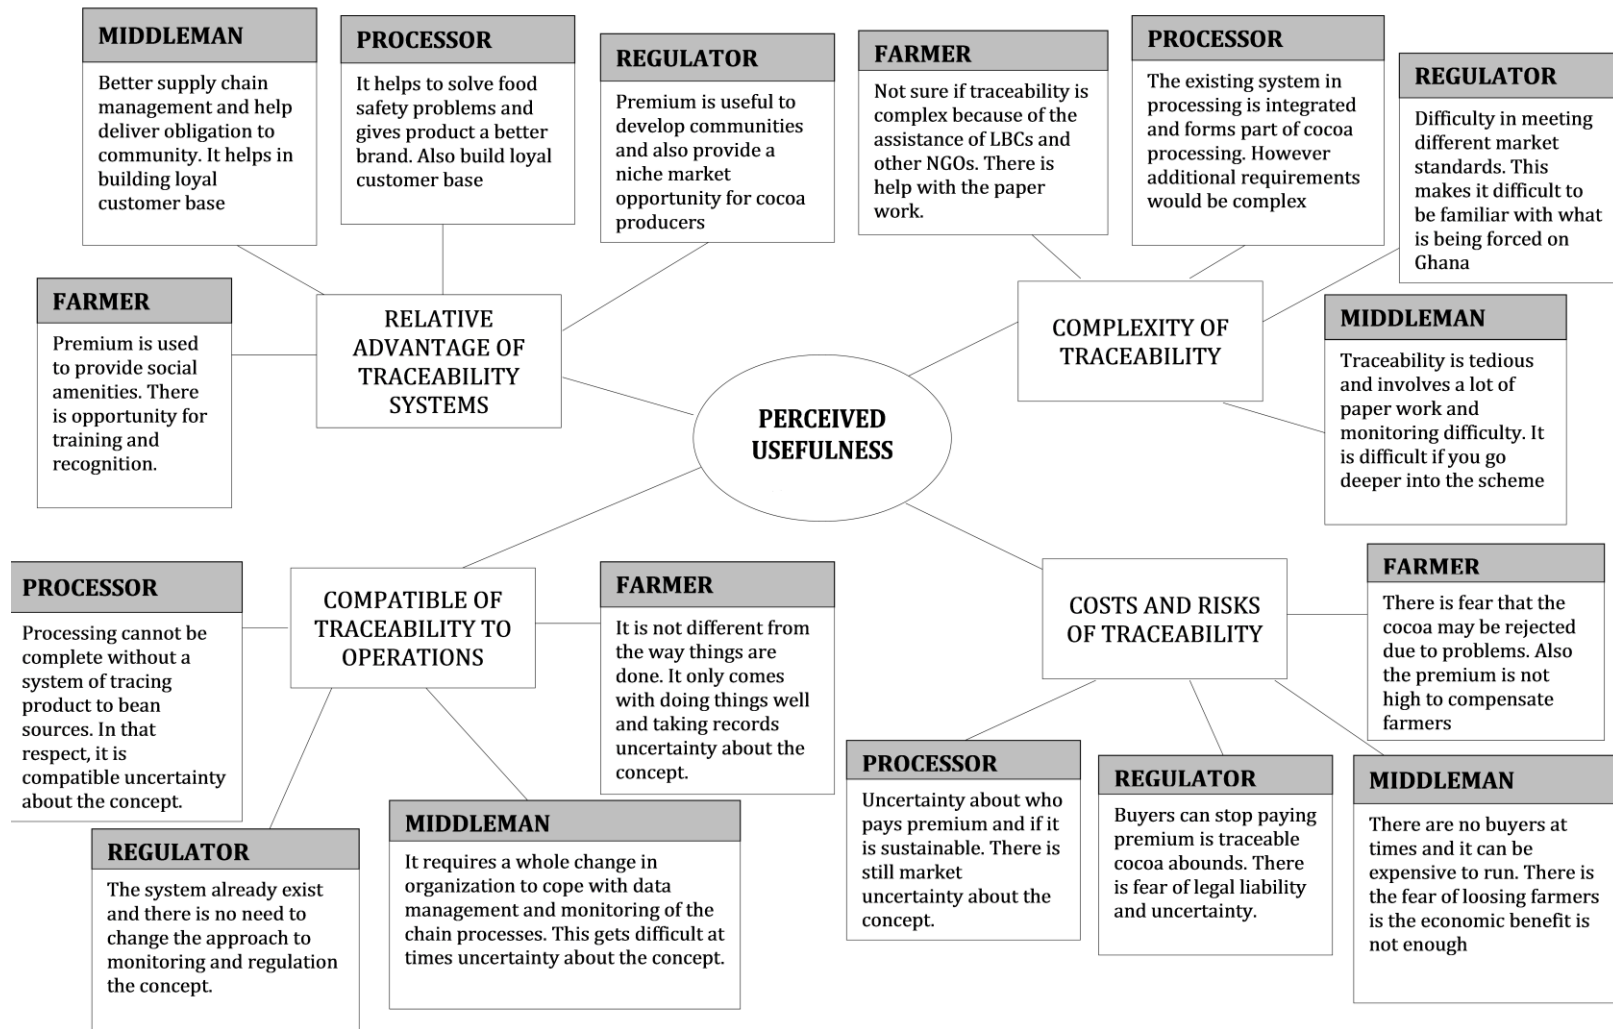 MIDDLEMAN
Better supply chain
management and help
deliver obligation to
community. It helps in
building loyal
customer base
PROCESSOR
It helps to solve food
safety problems and
gives product a better
brand. Also build loyal
customer base
REGULATOR
Premium is useful to
develop communities
and also provide a
niche market
opportunity for cocoa
producers
FARMER
Premium is used
to provide social
amenities. There
is opportunity for
training and
recognition.
RELATIVE
ADVANTAGE OF
TRACEABILITY
SYSTEMS
FARMER
Not sure if traceability is
complex because of the
assistance of LBCs and
other NGOs. There is
help with the paper
work.
PROCESSOR
The existing system in
processing is integrated
and forms part of cocoa
processing. However
additional requirements
would be complex
REGULATOR
Difficulty in meeting
different market
standards. This
makes it difficult to
be familiar with what
is being forced on
Ghana
COMPLEXITY OF
TRACEABILITY
MIDDLEMAN
Traceability is tedious
and involves a lot of
paper work and
monitoring difficulty. It
is difficult if you go
deeper into the scheme
PERCEIVED
USEFULNESS
PROCESSOR
Processing cannot be
complete without a
system of tracing
product to bean
sources. In that
respect, it is
compatible uncertainty
about the concept.
COMPATIBLE OF
TRACEABILITY TO
OPERATIONS
FARMER
It is not different from
the way things are
done. It only comes
with doing things well
and taking records
uncertainty about the
concept.
REGULATOR
The system already exist
and there is no need to
change the approach to
monitoring and regulation
the concept.
MIDDLEMAN
It requires a whole change in
organization to cope with data
management and monitoring of the
chain processes. This gets difficult at
times uncertainty about the concept.
COSTS AND RISKS
OF TRACEABILITY
FARMER
There is fear that the
cocoa may be rejected
due to problems. Also
the premium is not
high to compensate
farmers
PROCESSOR
Uncertainty about who
pays premium and if it
is sustainable. There is
still market
uncertainty about the
concept.
REGULATOR
Buyers can stop paying
premium is traceable
cocoa abounds. There
is fear of legal liability
and uncertainty.
MIDDLEMAN
There are no buyers at
times and it can be
expensive to run. There is
the fear of loosing farmers
is the economic benefit is
not enough